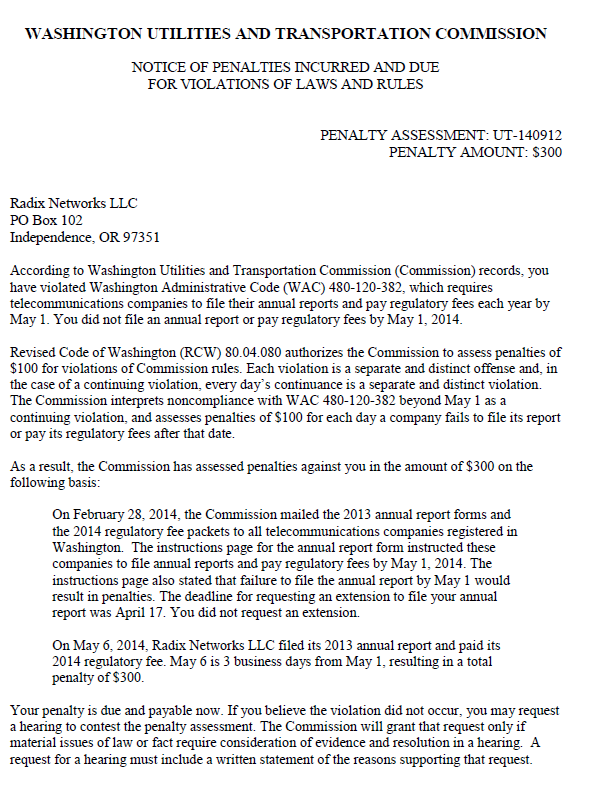 WASHINGTON UTILITIES AND TRANSPORTATION COMMISSION
NOTICE OF PENALTIES INCURRED AND DUE
FOR VIOLATIONS OF LAWS AND RULES
PENALTY ASSESSMENT: UT-140912
PENALTY AMOUNT: $300
Radix Networks LLC
PO Box 102
Independence, OR 97351
According to Washington Utilities and Transportation Commission (Commission) records, you
have violated Washington Administrative Code (WAC) 480-120-382, which requires
telecommunications companies to file their annual reports and pay regulatory fees each year by
May 1. You did not file an annual report or pay regulatory fees by May 1, 2014.
Revised Code of Washington (RCW) 80.04.080 authorizes the Commission to assess penalties of
$100 for violations of Commission rules. Each violation is a separate and distinct offense and, in
the case of a continuing violation, every day’s continuance is a separate and distinct violation.
The Commission interprets noncompliance with WAC 480-120-382 beyond May 1 as a
continuing violation, and assesses penalties of $100 for each day a company fails to file its report
or pay its regulatory fees after that date.
As a result, the Commission has assessed penalties against you in the amount of $300 on the
following basis:
On February 28, 2014, the Commission mailed the 2013 annual report forms and
the 2014 regulatory fee packets to all telecommunications companies registered in
Washington. The instructions page for the annual report form instructed these
companies to file annual reports and pay regulatory fees by May 1, 2014. The
instructions page also stated that failure to file the annual report by May 1 would
result in penalties. The deadline for requesting an extension to file your annual
report was April 17. You did not request an extension.
On May 6, 2014, Radix Networks LLC filed its 2013 annual report and paid its
2014 regulatory fee. May 6 is 3 business days from May 1, resulting in a total
penalty of $300.
Your penalty is due and payable now. If you believe the violation did not occur, you may request
a hearing to contest the penalty assessment. The Commission will grant that request only if
material issues of law or fact require consideration of evidence and resolution in a hearing. A
request for a hearing must include a written statement of the reasons supporting that request.